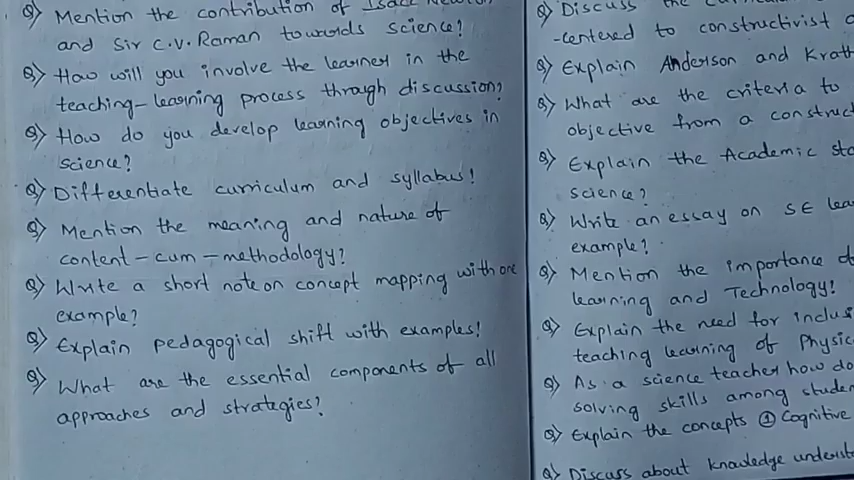 Q) Mention the contribution of Isaac Newton
and Sir C.V. Raman towards science?
Q) How will you involve the learner in the
teaching-learning process through discussion?
Q) How do you develop learning objectives in
science?
Q) Differentiate curriculum and syllabus!
Q) Mention the meaning and nature of
content-cum-methodology?
Q) Write a short note on concept mapping with one
example?
Q) Explain pedagogical shift with examples!
Q) What are the essential components of all
approaches and strategies?
Q) Discuss the
-centered to constructivist
Q) Explain Anderson and
Q) What are the criteria to
objective from a
Q) Explain the Academic
science?
Q) Write an essay on 5E
example?
Q) Mention the importance of
learning and Technology!
Q) Explain the need for
teaching learning of
Q) As a science teacher how do
solving skills among
Q) Explain the concepts ① Cognitive
Q) Discuss about knowledge